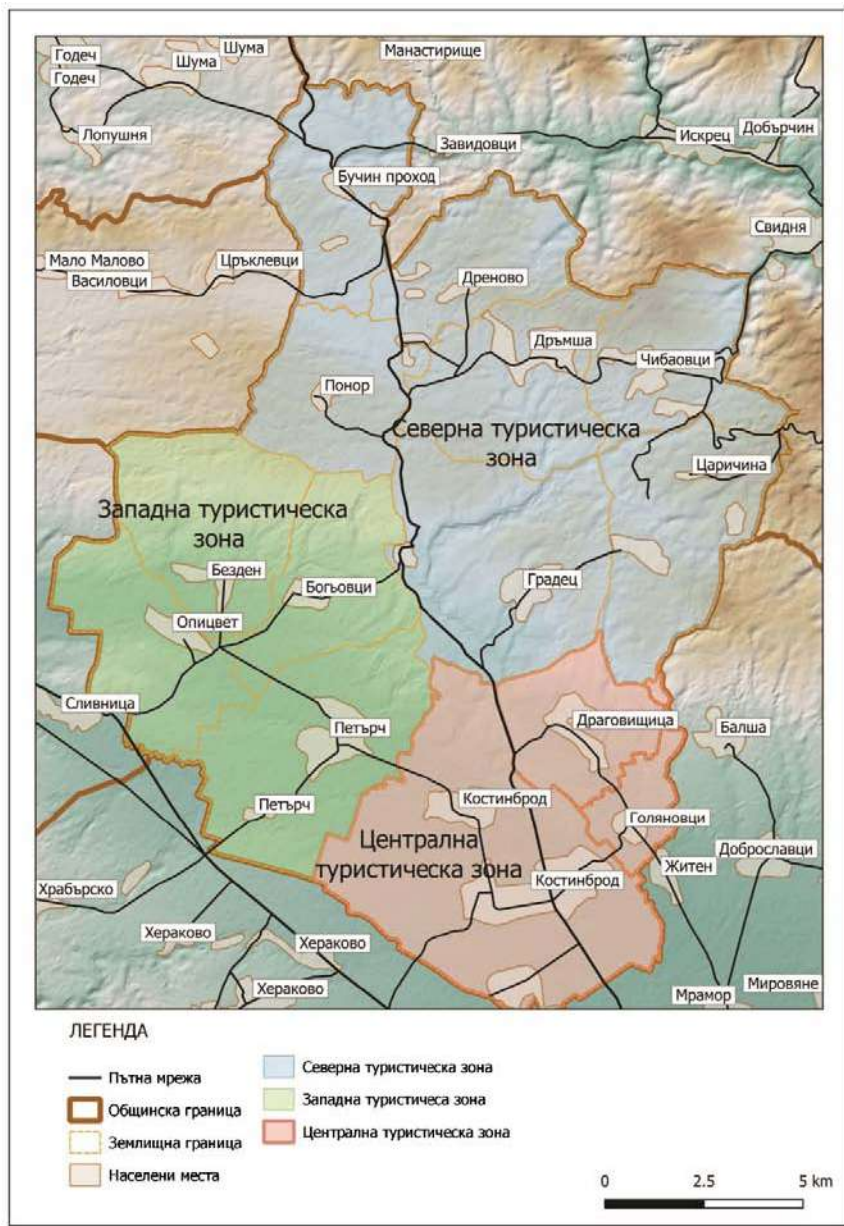 Шума
Годеч
Шума
Манастирище
Годеч
Лопушня
Искрец
Добърчин
Завидовци
Бучин проход
Свидня
Мало Малово
Цръклевци
Василовци
Дреново
Дръмша
Чибаовци
Понор
Северна туристическа
зона
Царичина
Западна туристическа
зона
Безден
Богьовци
Градец
Опицвет
Сливница
Петърч
Драговищица
Балша
Петърч
Костинброд
Голяновци
Централна
туристическа зона
Доброславци
Житен
Костинброд
Храбърско
Хераково
Хераково
Хераково
Мировяне
Мрамор
ЛЕГЕНДА
Пътна мрежа
Общинска граница
Землищна граница
Населени места
Северна туристическа зона
Западна туристичеса зона
Централна туристическа зона
0 2.5 5 km